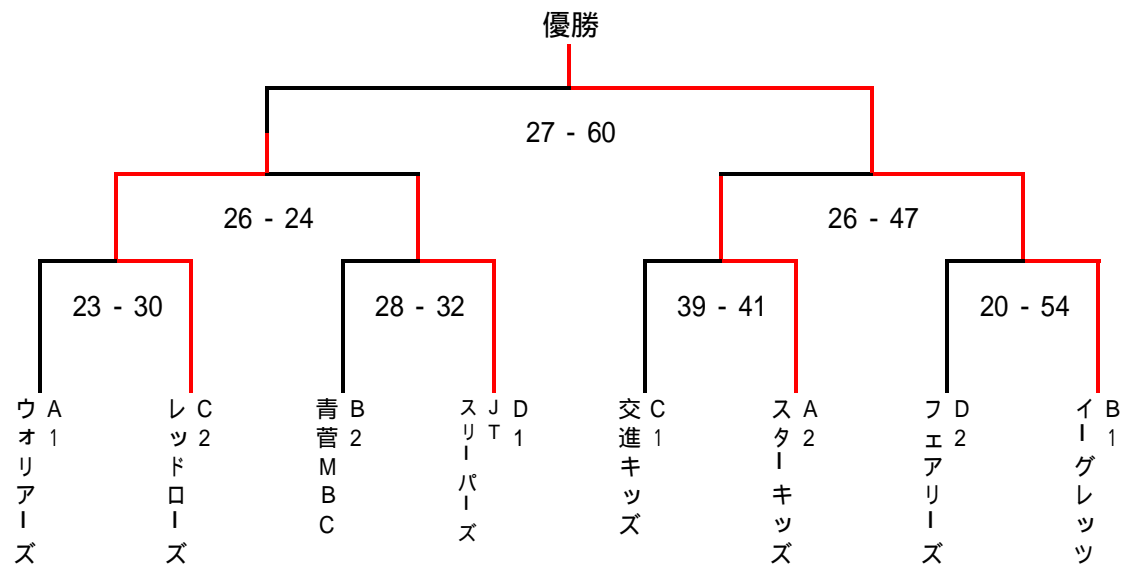 優勝
27 - 60
26 - 24
26 - 47
23 - 30
28 - 32
39 - 41
20 - 54
ウォリアーズ
A1
レッドローズ
C2
青菅MBC
B2
JT
スリーパーズ
D1
交進キッズ
C1
スターキッズ
A2
フェアリーズ
D2
イーグレッツ
B1